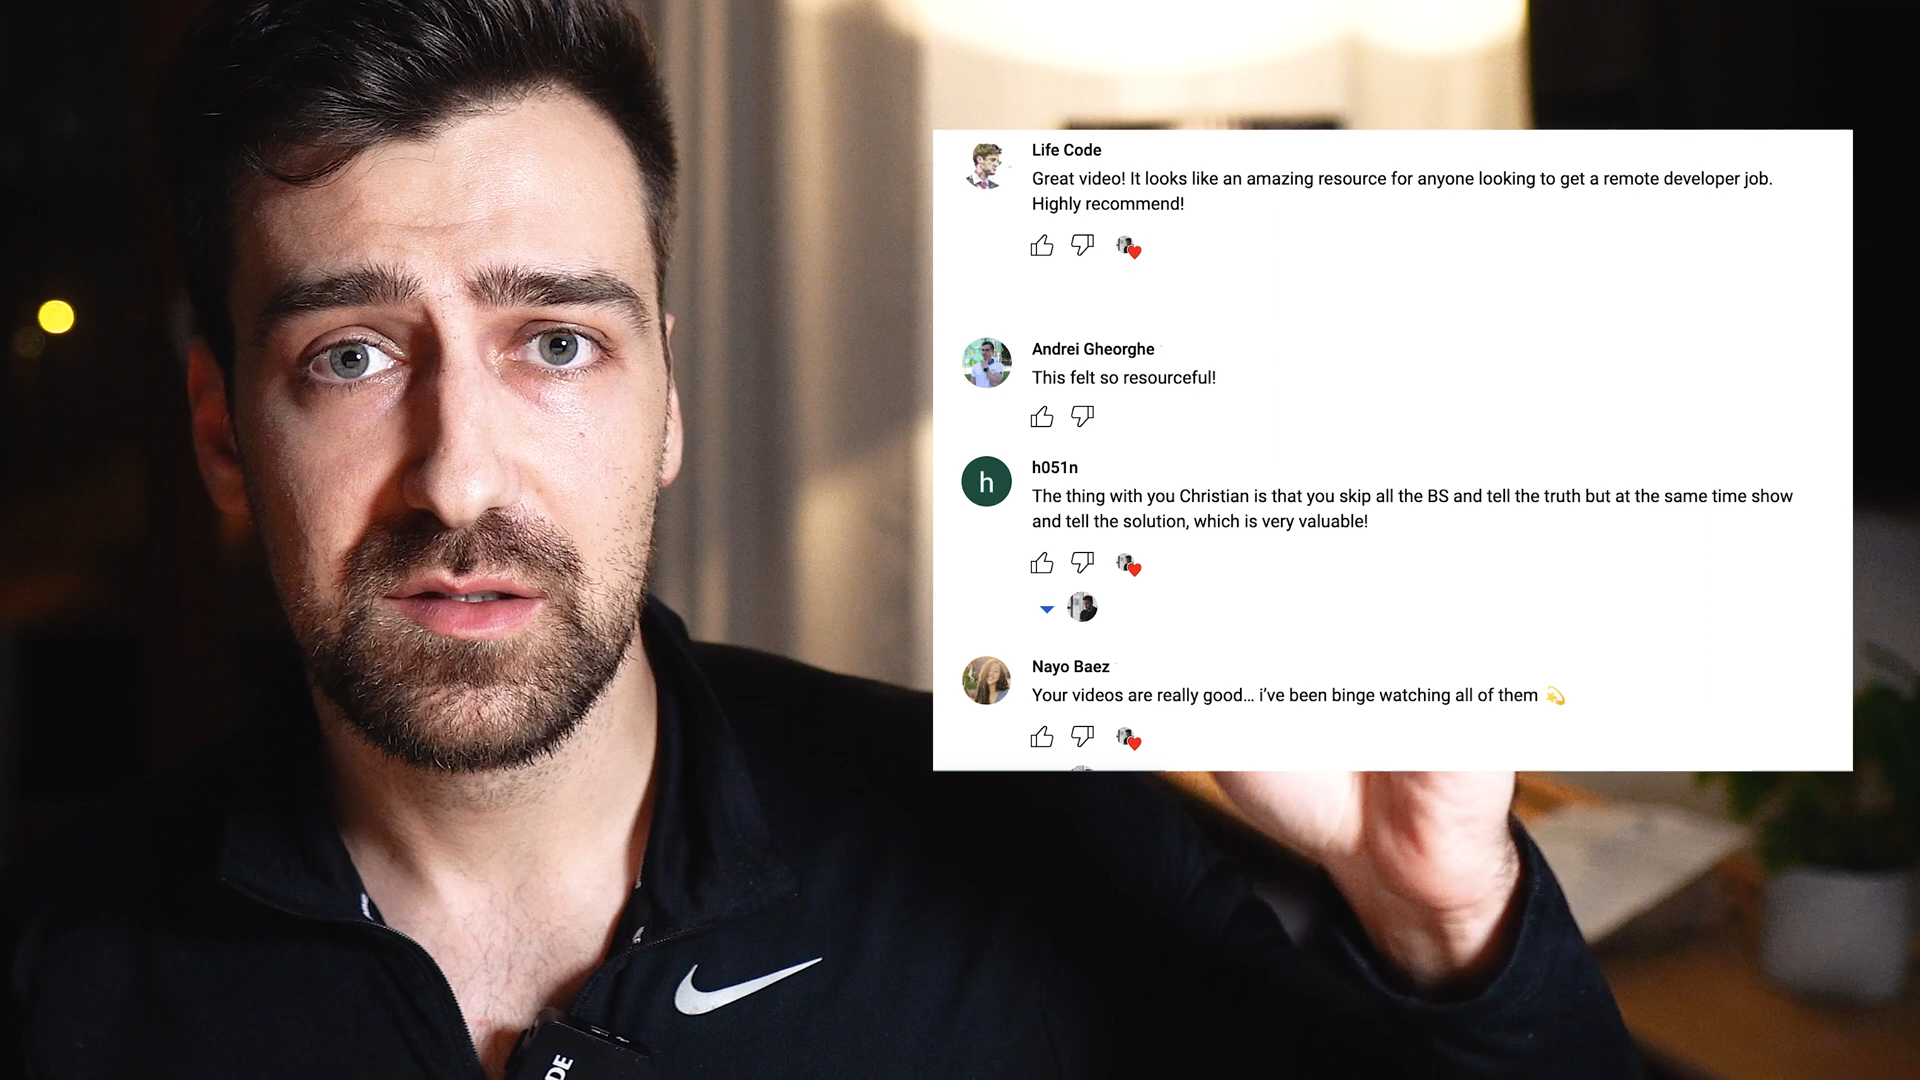 Life Code
Great video! It looks like an amazing resource for anyone looking to get a remote developer job.
Highly recommend!
Andrei Gheorghe
This felt so resourceful!
h
h051n
The thing with you Christian is that you skip all the BS and tell the truth but at the same time show
and tell the solution, which is very valuable!
Nayo Baez
Your videos are really good... i've been binge watching all of them 💫
DE